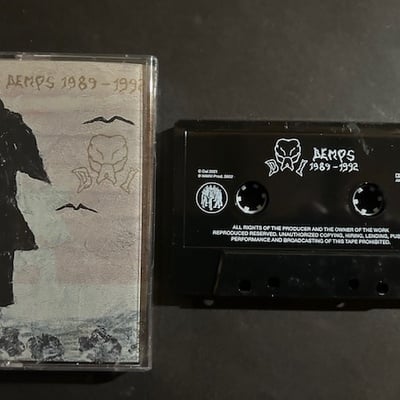 DEMOS 1989-1992
DAI
DAI
DEMOS
1989-1992
© Dai 2021
ALL RIGHTS OF THE PRODUCER AND THE OWNER OF THE WORK
REPRODUCED RESERVED. UNAUTHORIZED COPYING, HIRING, LENDING, PUB
PERFORMANCE AND BROADCASTING OF THIS TAPE PROHIBITED.